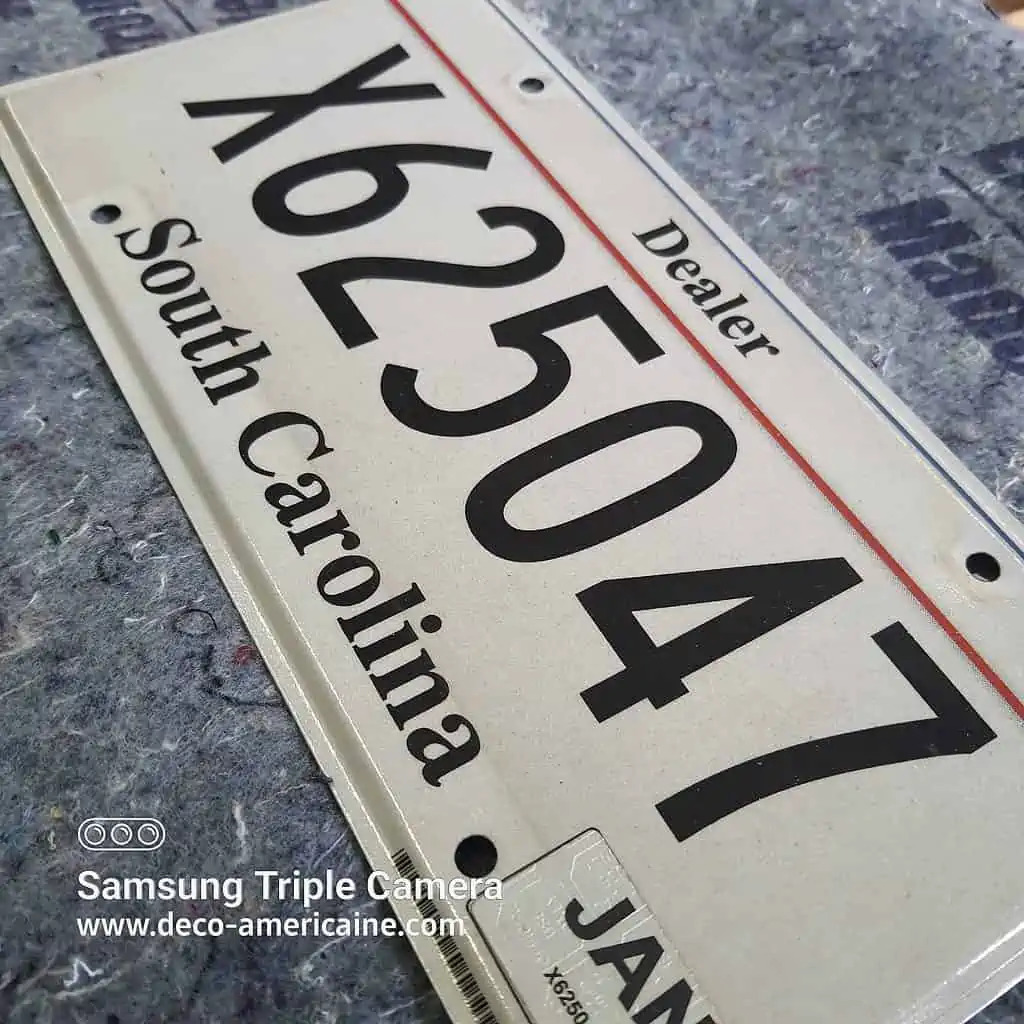 Dealer
X625047
South Carolina
JAN
X6250
Samsung Triple Camera
www.deco-americaine.com